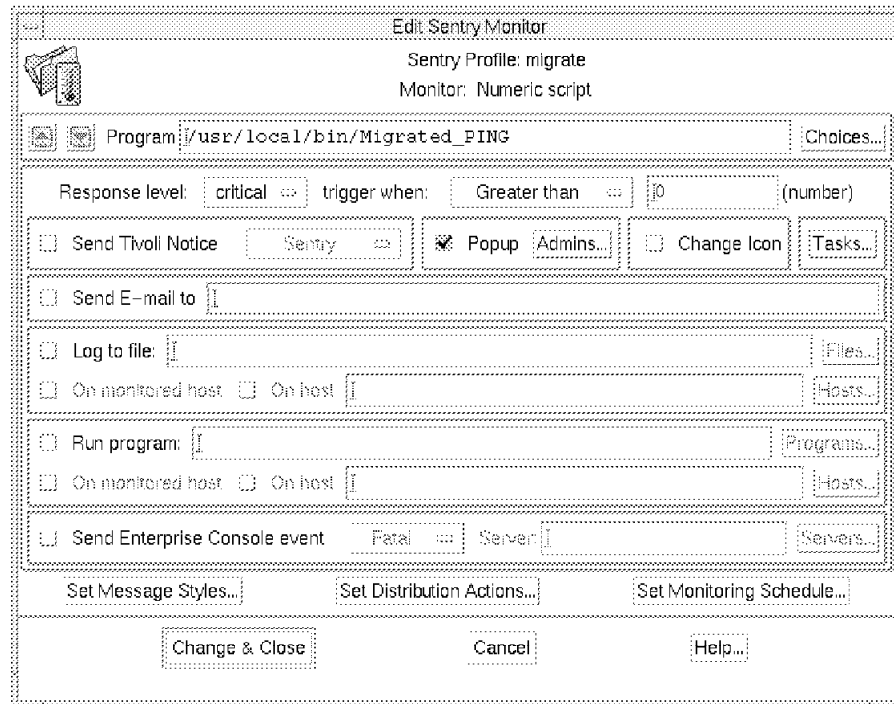 Edit Sentry Monitor
Sentry Profile: migrate
Monitor: Numeric script
Program /usr/local/bin/Migrated_PING Choices...
Response level: critical trigger when: Greater than 0 (number)
Send Tivoli Notice Sentry Popup Admins... Change Icon Tasks...
Send E-mail to
Log to file: Files...
On monitored host On host Hosts...
Run program: Programs...
On monitored host On host Hosts...
Send Enterprise Console event Fatal Server: Servers...
Set Message Styles... Set Distribution Actions... Set Monitoring Schedule...
Change & Close Cancel Help...